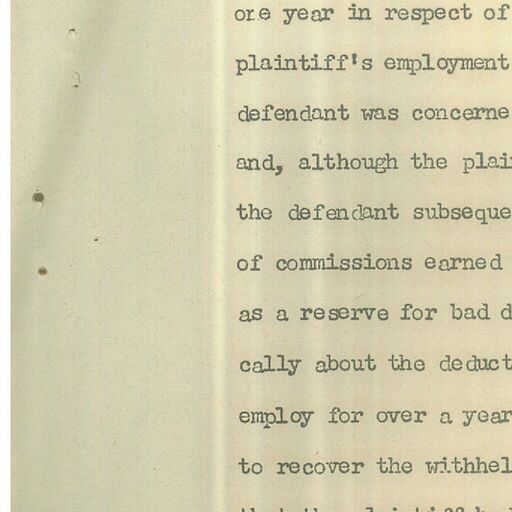 one year in respect of
plaintiff's employment
defendant was concerne
and, although the plai
the defendant subseque
of commissions earned
as a reserve for bad d
cally about the deduct
employ for over a year
to recover the withhel